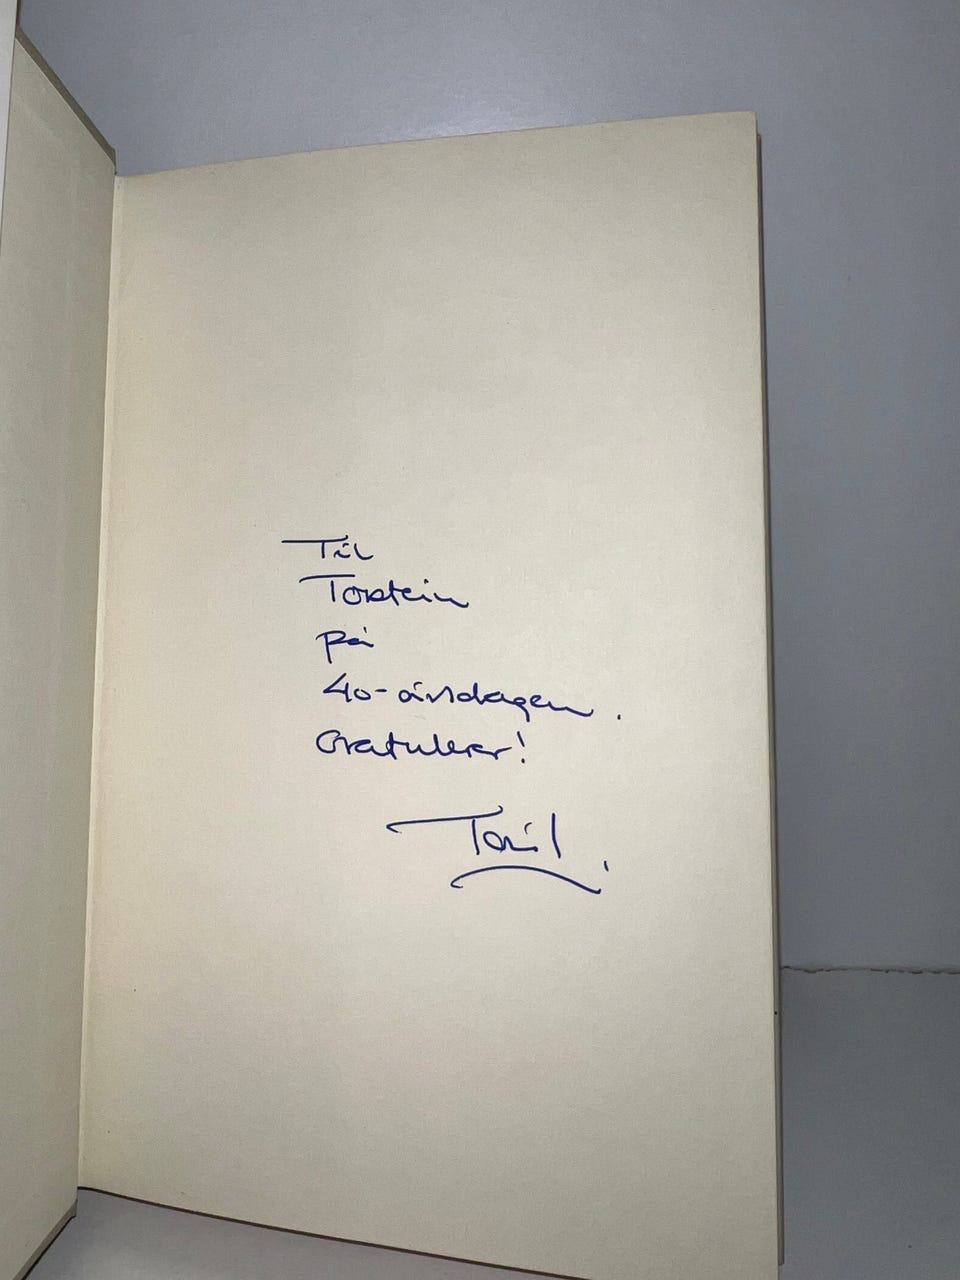 Til
Torstein
på
40-årsdagen.
Gratulerer!
Toril.